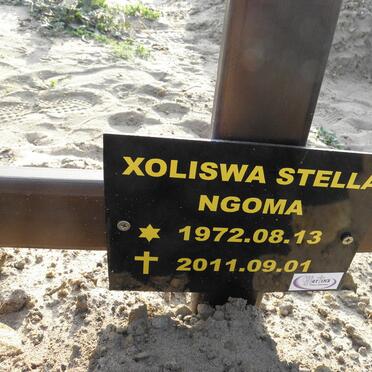 XOLISWA STELLA
NGOMA
1972.08.13
2011.09.01